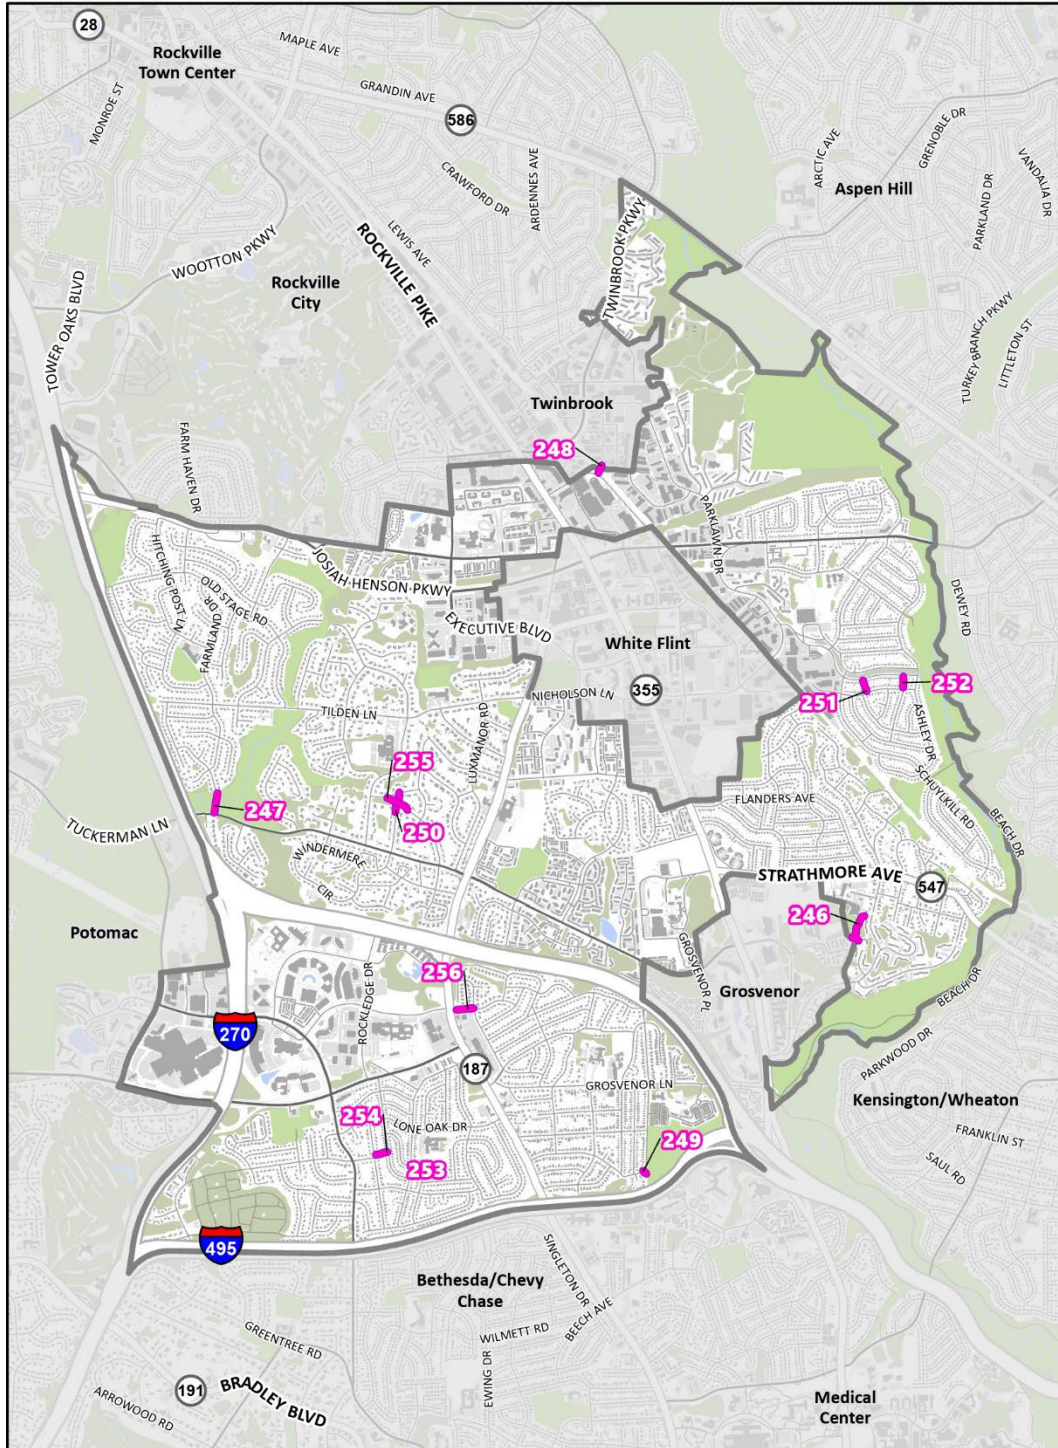 28
Rockville
Town Center
MAPLE AVE
GRANDIN AVE
586
MONROE ST
ARCTIC AVE
GRENOBLE DR
VANDALIA DR
Aspen Hill
PARKLAND DR
CRAWFORD DR
ARDENNES AVE
LEWIS AVE
ROCKVILLE PIKE
TWINBROOK PKWY
WOOTTON PKWY
Rockville
City
TOWER OAKS BLVD
TURKEY BRANCH PKWY
LITTLETON ST
Twinbrook
248
FARM HAVEN DR
PARKLAWN DR
HITCHING POST LN
OLD STAGE RD
FARMLAND DR
JOSIAH HENSON PKWY
EXECUTIVE BLVD
DEWEY RD
White Flint
355
NICHOLSON LN
251
252
TILDEN LN
LUXMANOR RD
ASHLEY DR
255
247
250
SCHUYLKILL RD
FLANDERS AVE
BEACH DR
TUCKERMAN LN
WINDERMERE
CIR
STRATHMORE AVE
547
246
Potomac
GROSVENOR PL
Grosvenor
BEACH DR
256
ROCKLEDGE DR
270
PARKWOOD DR
187
GROSVENOR LN
Kensington/Wheaton
254
LONE OAK DR
FRANKLIN ST
249
253
SAUL RD
495
SINGLETON DR
Bethesda/Chevy
Chase
BEECH AVE
WILMETT RD
GREENTREE RD
EWING DR
191
BRADLEY BLVD
ARROWOOD RD
Medical
Center